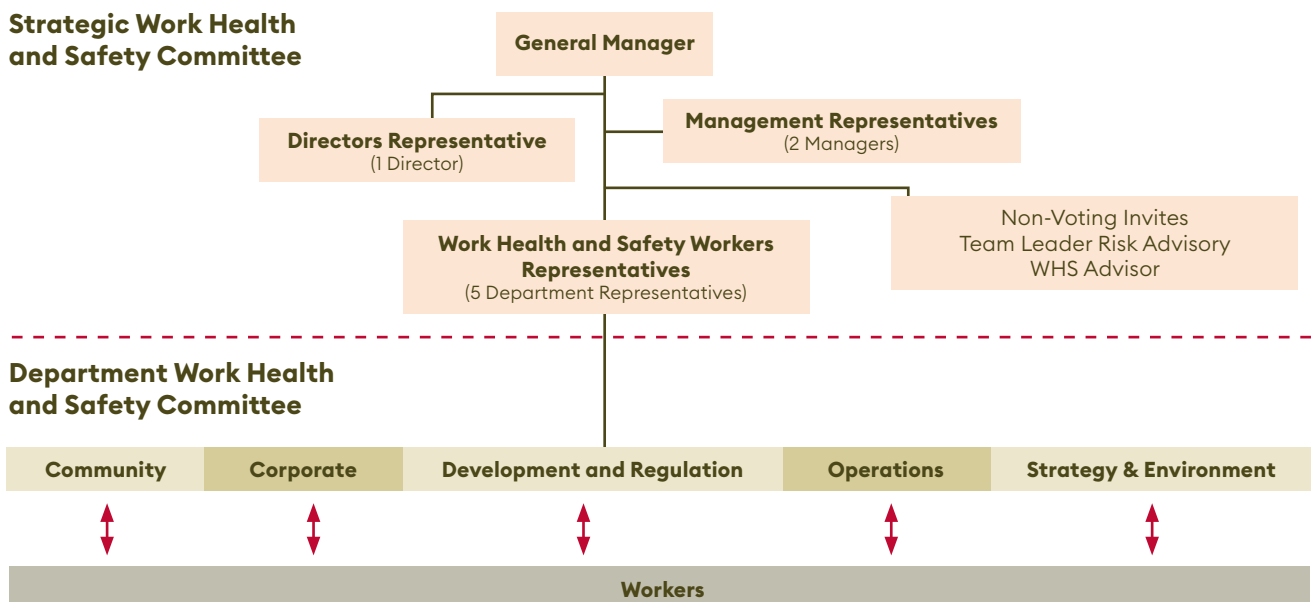 Strategic Work Health
and Safety Committee
General Manager
Directors Representative
(1 Director)
Management Representatives
(2 Managers)
Work Health and Safety Workers
Representatives
(5 Department Representatives)
Non-Voting Invites
Team Leader Risk Advisory
WHS Advisor
Department Work Health
and Safety Committee
Community
Corporate
Development and Regulation
Operations
Strategy & Environment
Workers